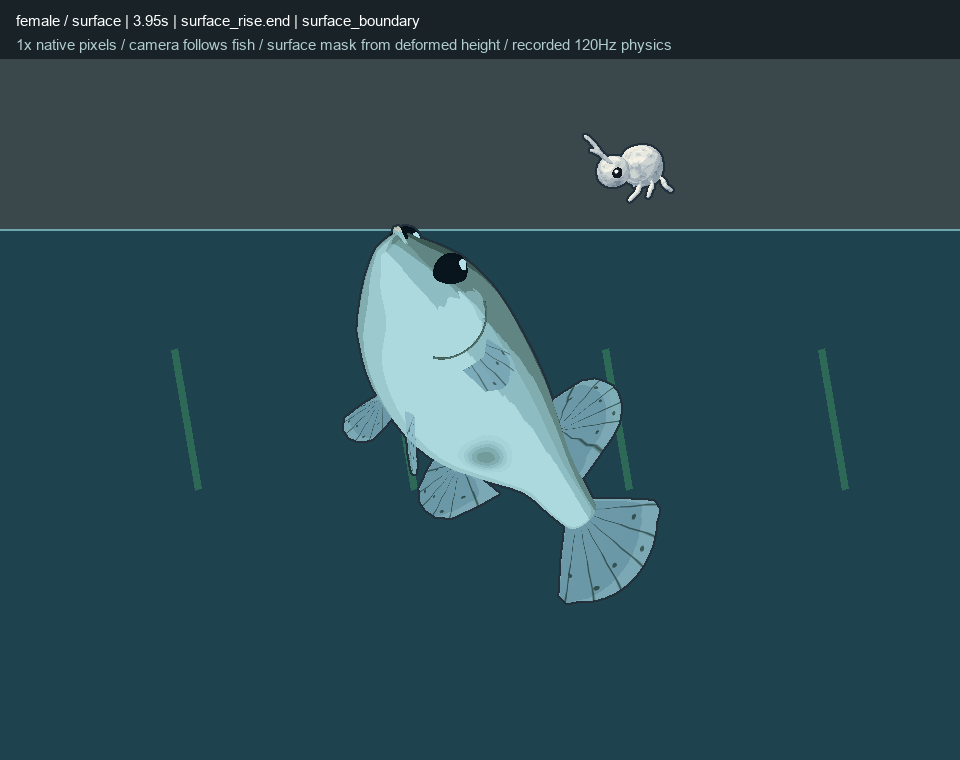 female / surface | 3.95s | surface_rise.end | surface_boundary
1x native pixels / camera follows fish / surface mask from deformed height / recorded 120Hz physics